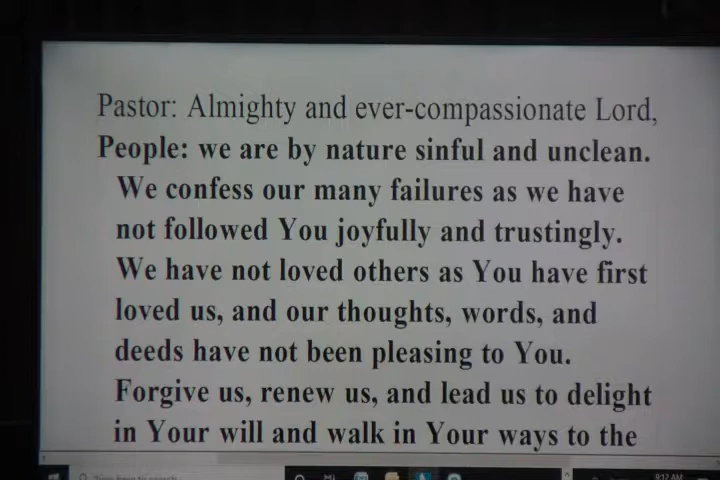 Pastor: Almighty and ever-compassionate Lord,
People: we are by nature sinful and unclean.
We confess our many failures as we have
not followed You joyfully and trustingly.
We have not loved others as You have first
loved us, and our thoughts, words, and
deeds have not been pleasing to You.
Forgive us, renew us, and lead us to delight
in Your will and walk in Your ways to the
9:12 AM